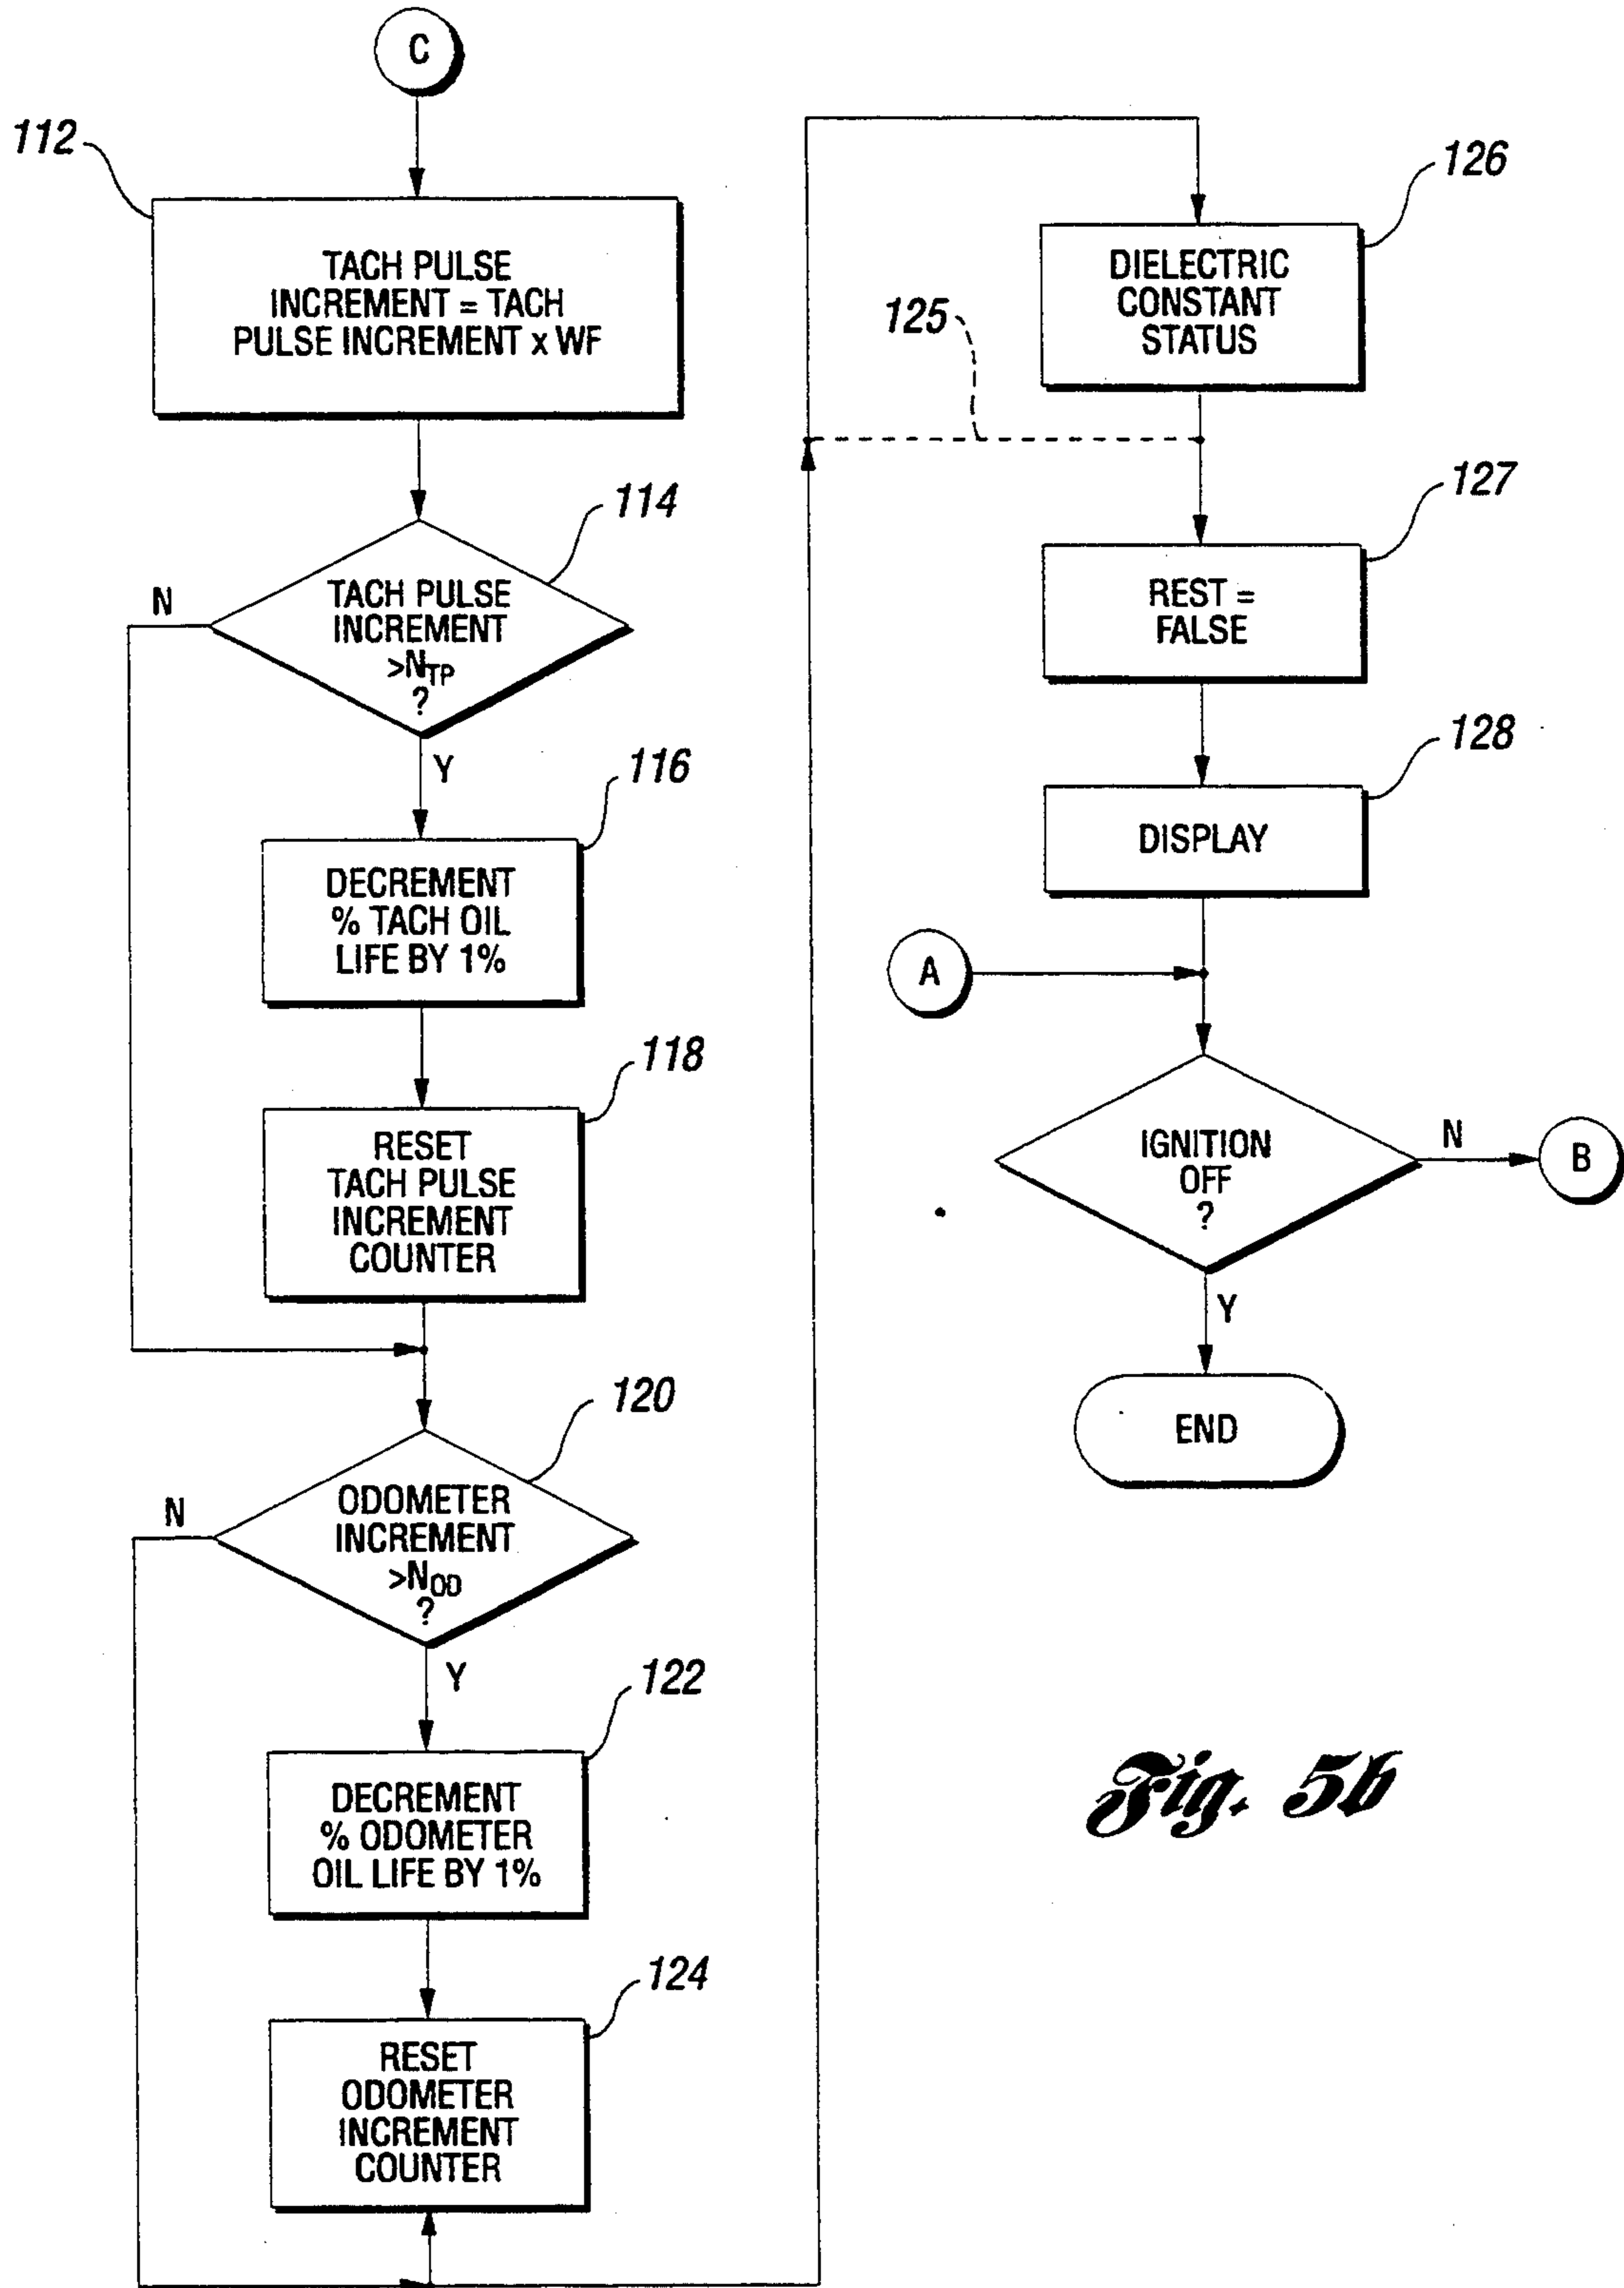 C
112
TACH PULSE
INCREMENT = TACH
PULSE INCREMENT x WF
114
N
TACH PULSE
INCREMENT
>NTP
?
Y
116
DECREMENT
% TACH OIL
LIFE BY 1%
118
RESET
TACH PULSE
INCREMENT
COUNTER
120
N
ODOMETER
INCREMENT
>NOD
?
Y
122
DECREMENT
% ODOMETER
OIL LIFE BY 1%
124
RESET
ODOMETER
INCREMENT
COUNTER
126
DIELECTRIC
CONSTANT
STATUS
125
127
REST =
FALSE
128
DISPLAY
A
IGNITION
OFF
?
N
B
Y
END
Fig. 5b